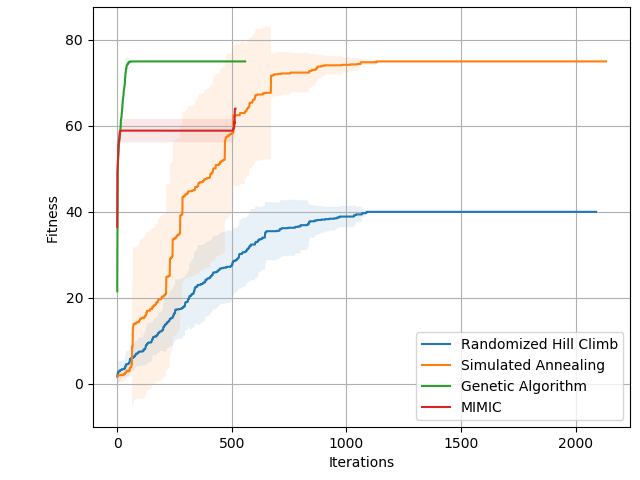 80
60
40
20
0
Fitness
0 500 1000 1500 2000
Iterations
Randomized Hill Climb
Simulated Annealing
Genetic Algorithm
MIMIC